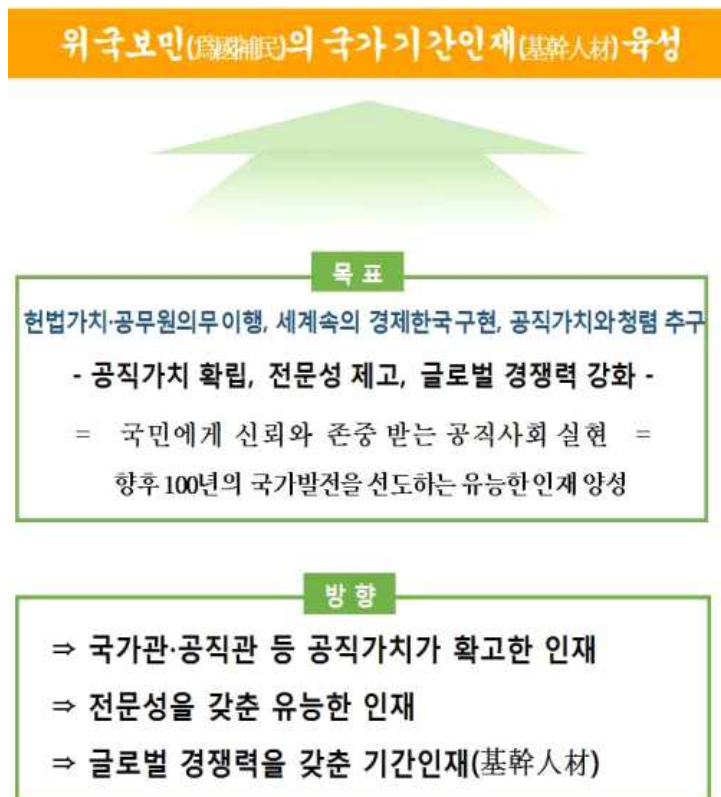 위국보민(爲國補民)의 국가기간인재(基幹人材) 육성
목 표
헌법가치·공무원의무이행, 세계속의 경제한국구현, 공직가치와청렴 추구
- 공직가치 확립, 전문성 제고, 글로벌 경쟁력 강화 -
= 국민에게 신뢰와 존중 받는 공직사회 실현 =
향후 100년의 국가발전을 선도하는 유능한 인재 양성
방 향
⇒ 국가관·공직관 등 공직가치가 확고한 인재
⇒ 전문성을 갖춘 유능한 인재
⇒ 글로벌 경쟁력을 갖춘 기간인재(基幹人材)